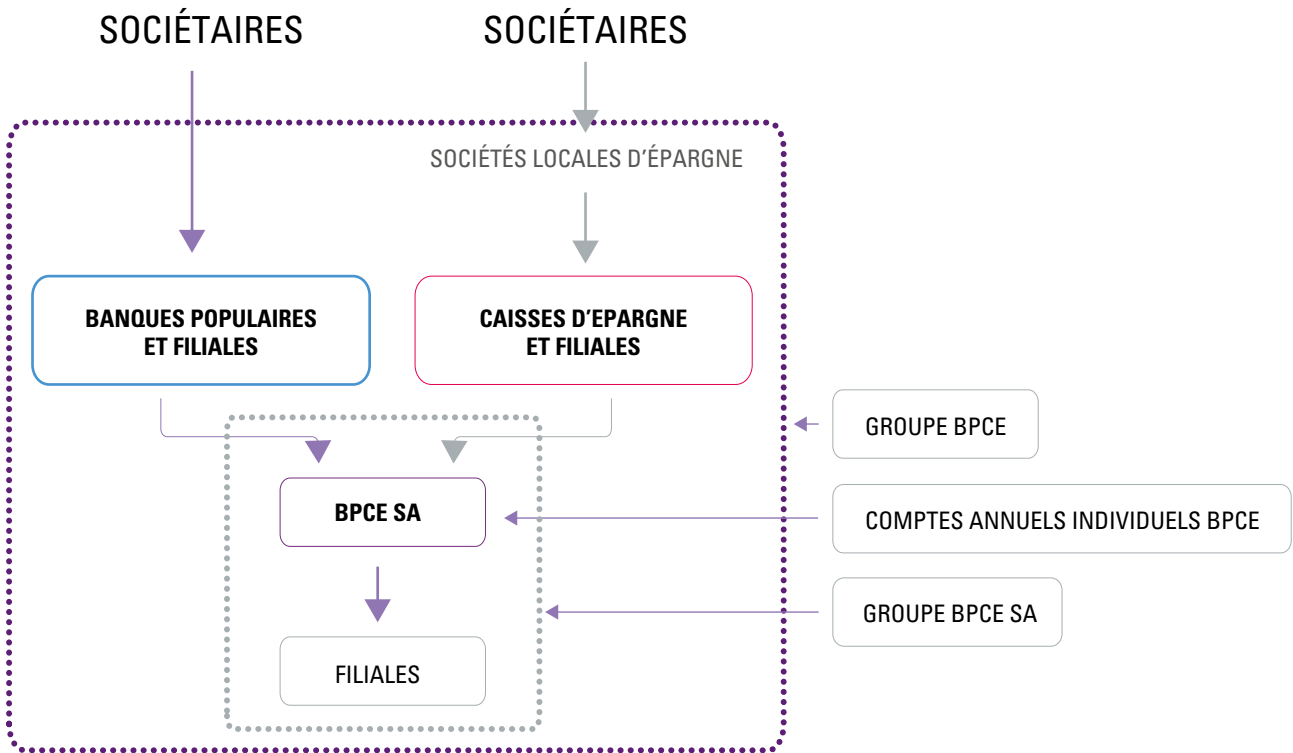 SOCIÉTAIRES
SOCIÉTAIRES
SOCIÉTÉS LOCALES D'ÉPARGNE
BANQUES POPULAIRES
ET FILIALES
CAISSES D'EPARGNE
ET FILIALES
GROUPE BPCE
BPCE SA
COMPTES ANNUELS INDIVIDUELS BPCE
GROUPE BPCE SA
FILIALES